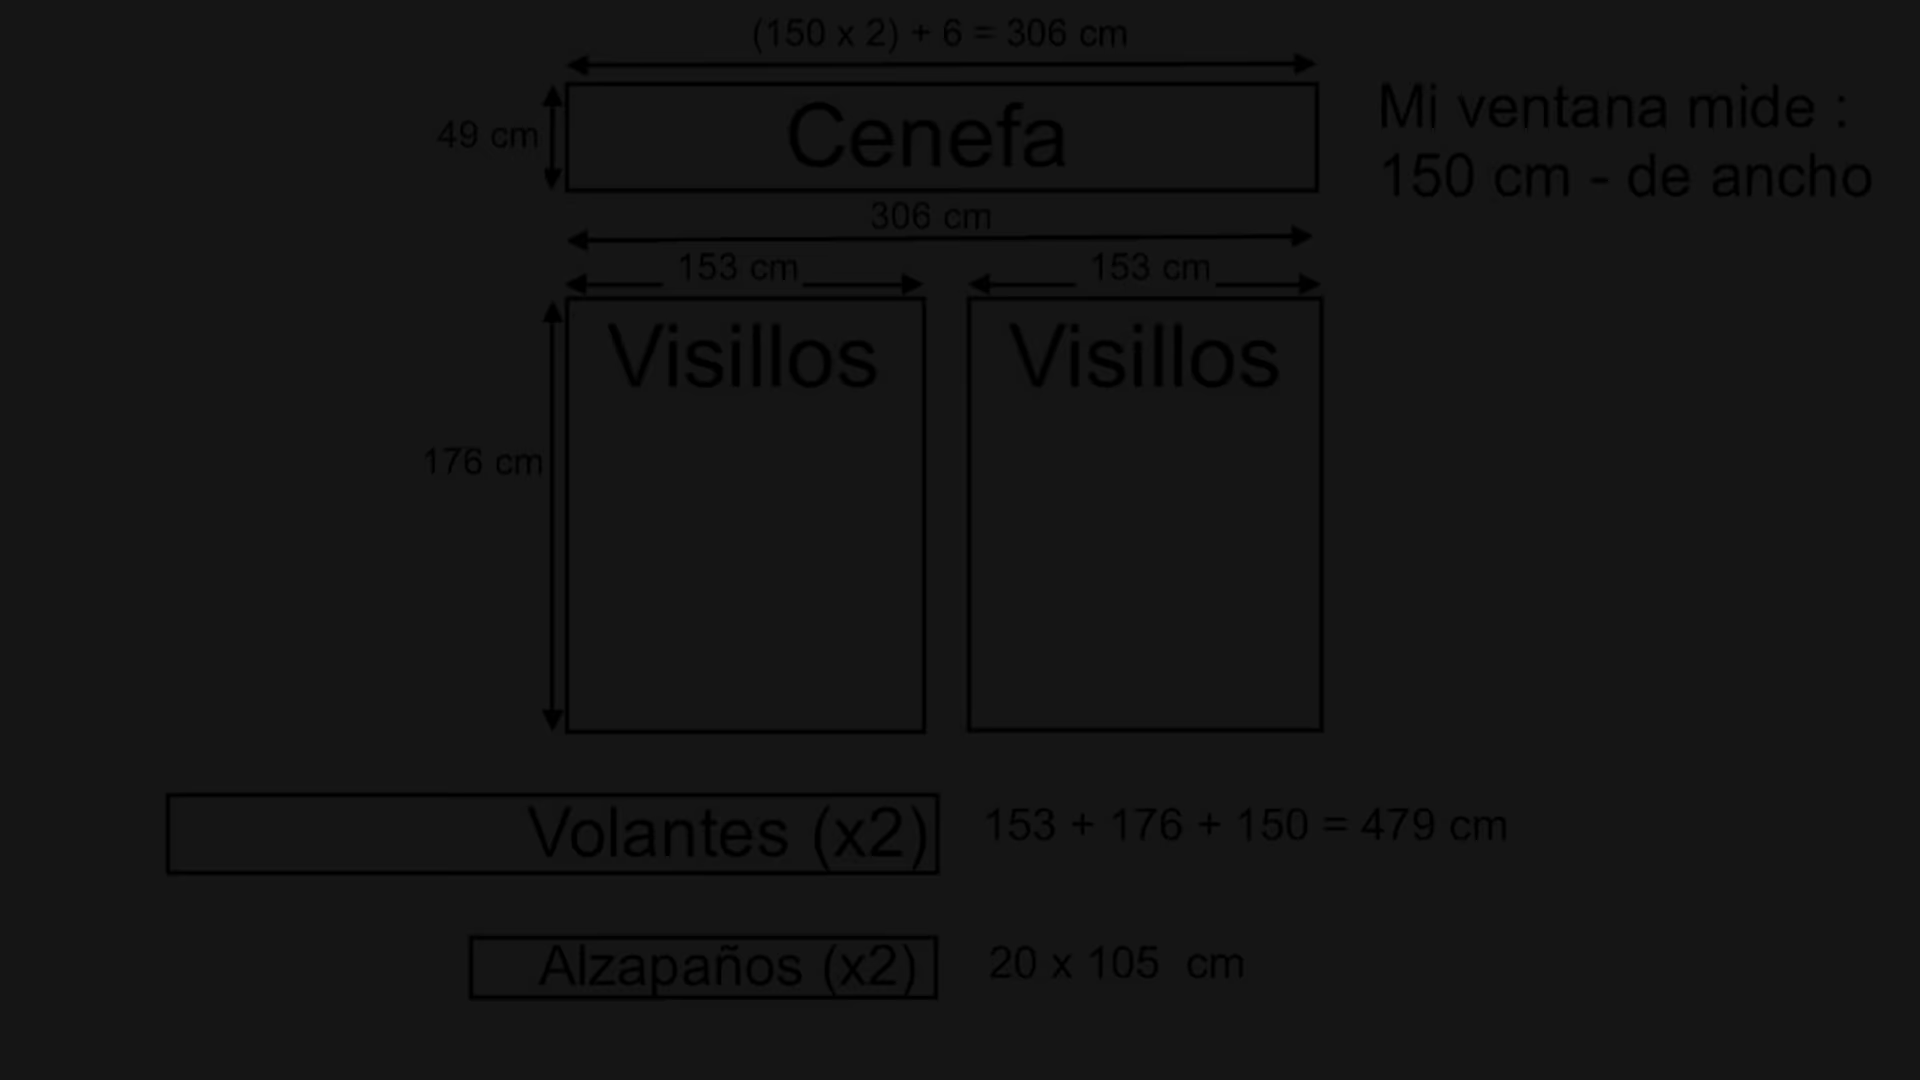 (150 x 2) + 6 = 306 cm
49 cm
Cenefa
Mi ventana mide :
150 cm - de ancho
306 cm
153 cm
153 cm
Visillos
Visillos
176 cm
Volantes (x2)
153 + 176 + 150 = 479 cm
Alzapaños (x2)
20 x 105 cm